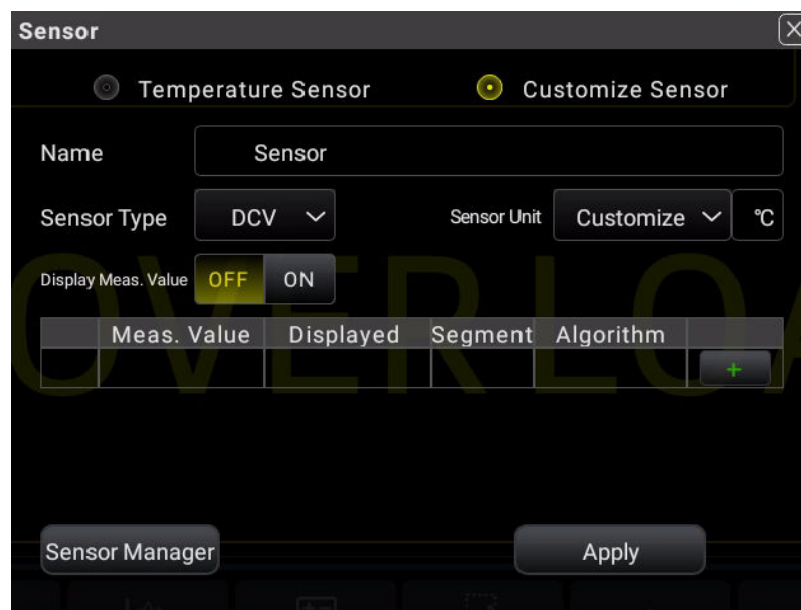 Sensor
Temperature Sensor Customize Sensor
Name Sensor
Sensor Type DCV Sensor Unit Customize ℃
Display Meas. Value OFF ON
OVERLOA
Meas. Value Displayed Segment Algorithm
+
Sensor Manager Apply